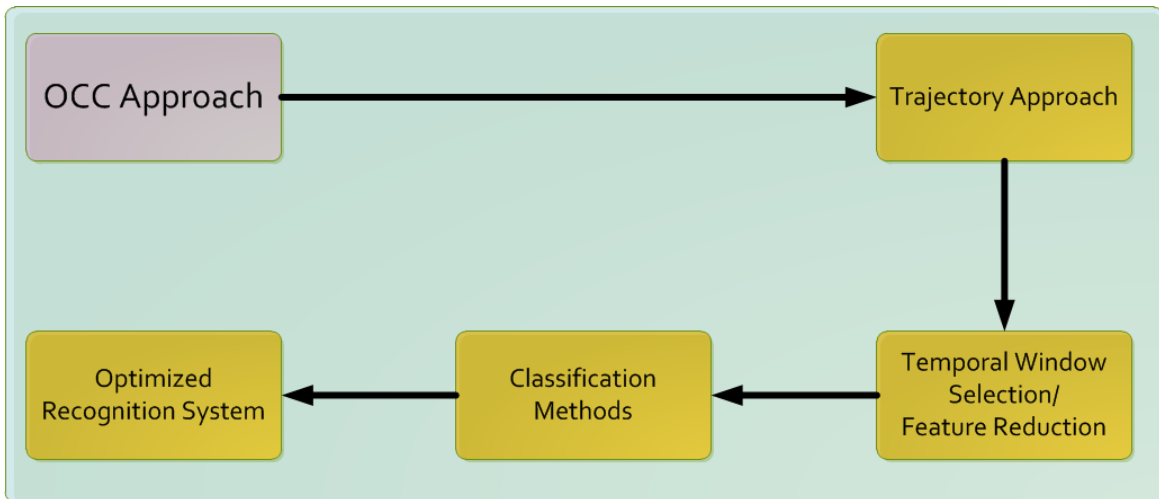 OCC Approach
Trajectory Approach
Temporal Window
Selection/
Feature Reduction
Classification
Methods
Optimized
Recognition System